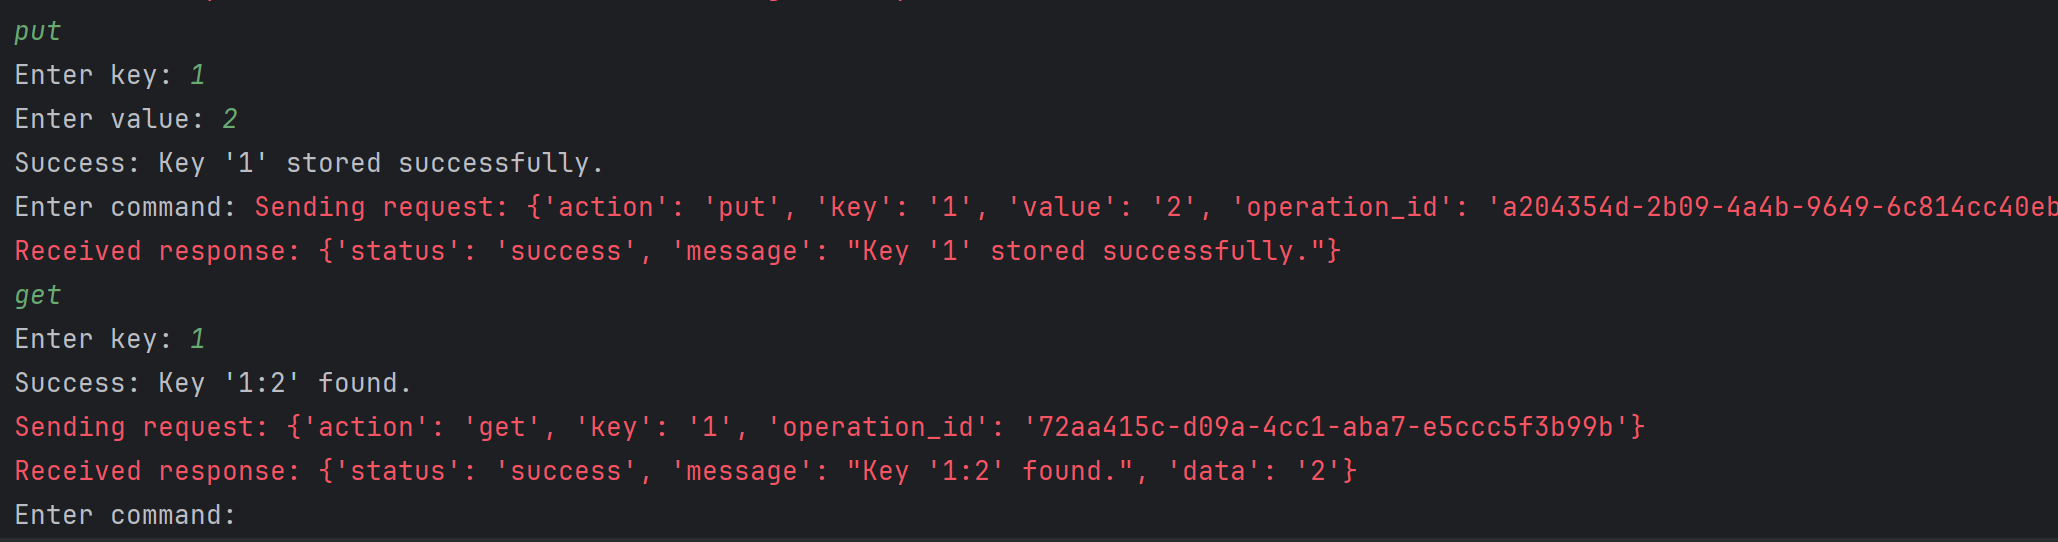 put
Enter key: 1
Enter value: 2
Success: Key '1' stored successfully.
Enter command: Sending request: {'action': 'put', 'key': '1', 'value': '2', 'operation_id': 'a204354d-2b09-4a4b-9649-6c814cc40eb
Received response: {'status': 'success', 'message': "Key '1' stored successfully."}
get
Enter key: 1
Success: Key '1:2' found.
Sending request: {'action': 'get', 'key': '1', 'operation_id': '72aa415c-d09a-4cc1-aba7-e5ccc5f3b99b'}
Received response: {'status': 'success', 'message': "Key '1:2' found.", 'data': '2'}
Enter command: